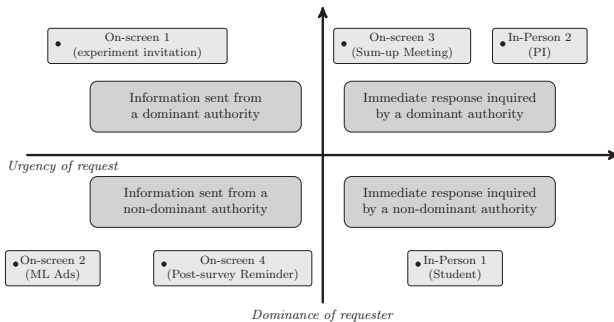 On-screen 1
(experiment invitation)
On-screen 3
(Sum-up Meeting)
In-Person 2
(PI)
Information sent from
a dominant authority
Immediate response inquired
by a dominant authority
Urgency of request
Information sent from a
non-dominant authority
Immediate response inquired
by a non-dominant authority
On-screen 2
(ML Ads)
On-screen 4
(Post-survey Reminder)
In-Person 1
(Student)
Dominance of requester